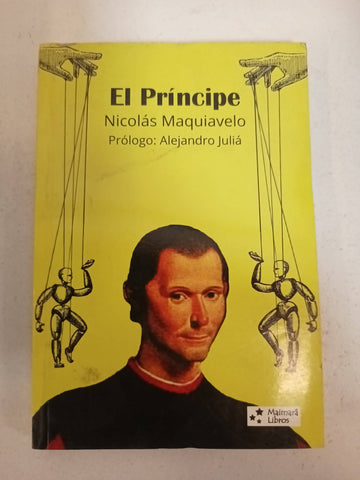 El Príncipe
Nicolás Maquiavelo
Prólogo: Alejandro Juliá
Maimará
Libros